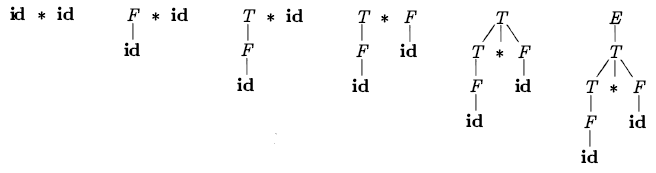 id * id F * id T * id T * F T E
id F F id T * F T
id id F id T * F
id F id
id